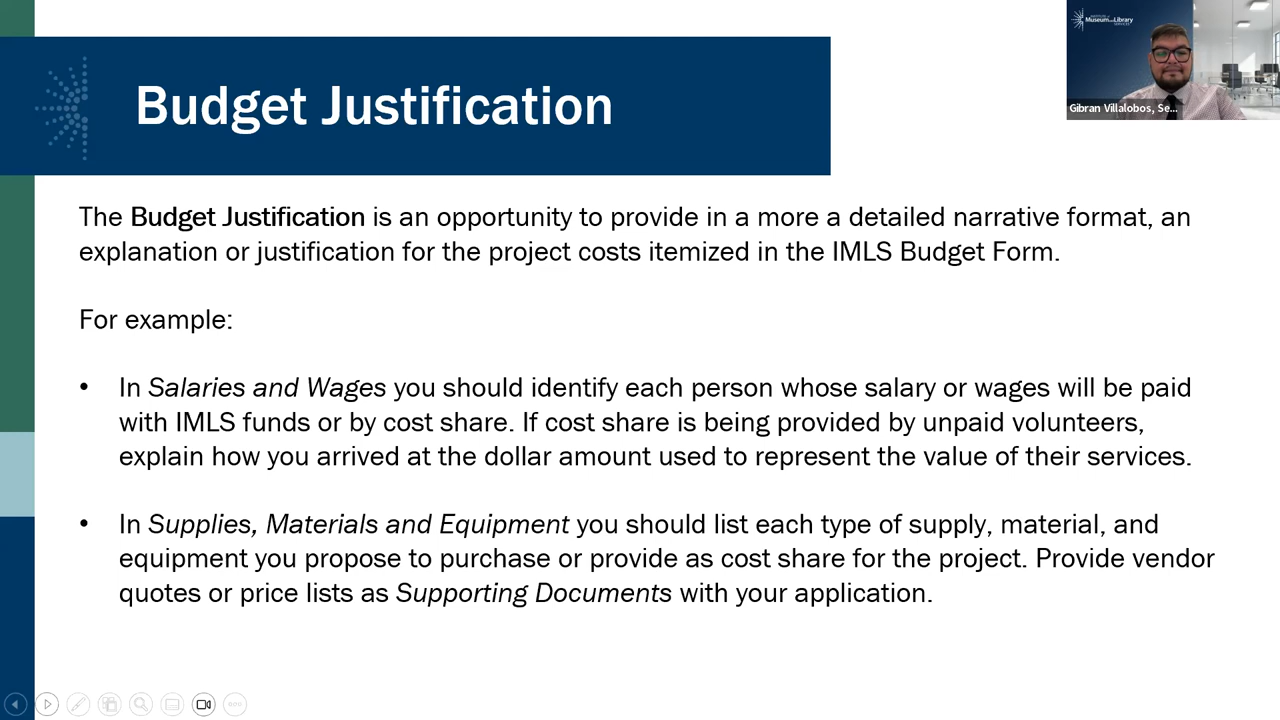 Budget Justification
INSTITUTE of
Museum and Library
SERVICES
Gibran Villalobos, Se...
The Budget Justification is an opportunity to provide in a more a detailed narrative format, an
explanation or justification for the project costs itemized in the IMLS Budget Form.
For example:
• In Salaries and Wages you should identify each person whose salary or wages will be paid
with IMLS funds or by cost share. If cost share is being provided by unpaid volunteers,
explain how you arrived at the dollar amount used to represent the value of their services.
• In Supplies, Materials and Equipment you should list each type of supply, material, and
equipment you propose to purchase or provide as cost share for the project. Provide vendor
quotes or price lists as Supporting Documents with your application.